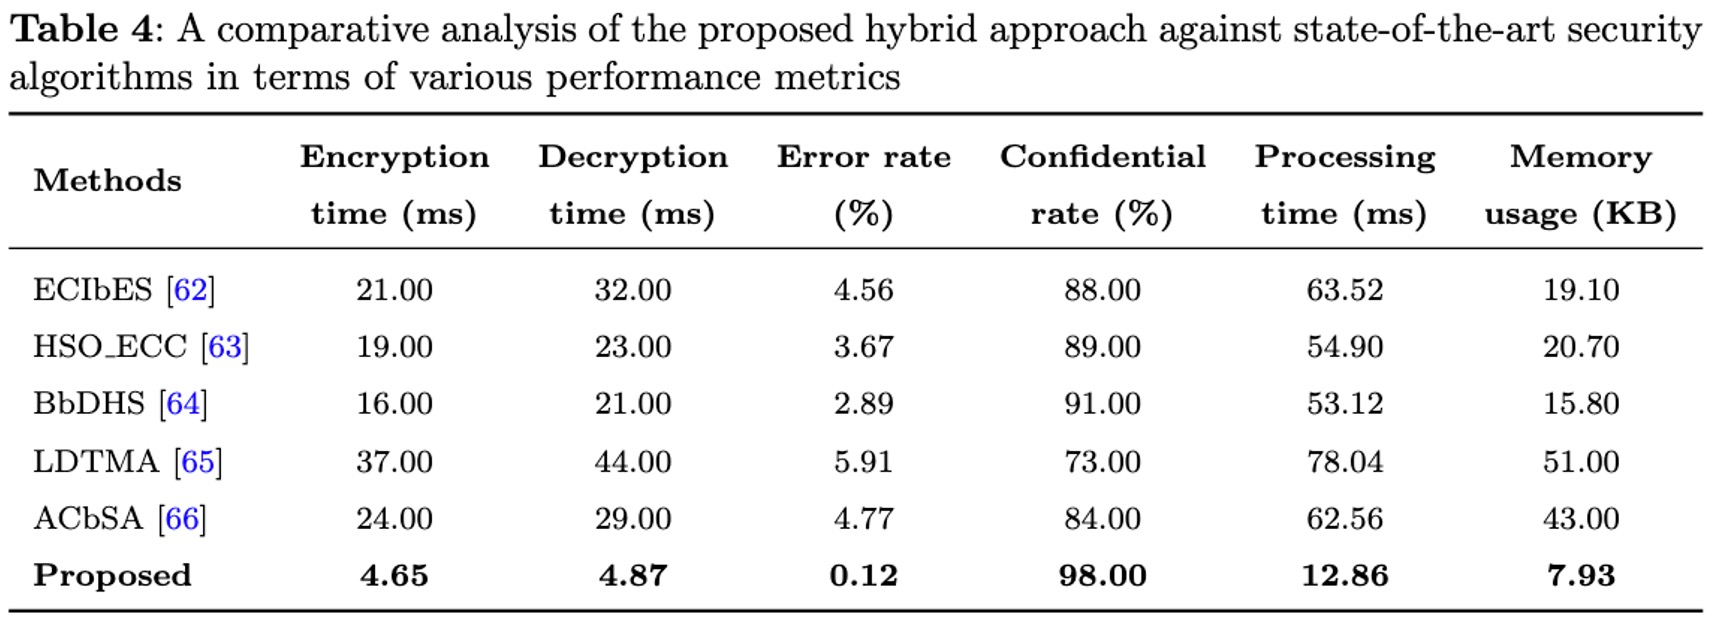 Table 4: A comparative analysis of the proposed hybrid approach against state-of-the-art security
algorithms in terms of various performance metrics
Methods Encryption time (ms) Decryption time (ms) Error rate (%) Confidential rate (%) Processing time (ms) Memory usage (KB)
ECIbES [62] 21.00 32.00 4.56 88.00 63.52 19.10
HSO_ECC [63] 19.00 23.00 3.67 89.00 54.90 20.70
BbDHS [64] 16.00 21.00 2.89 91.00 53.12 15.80
LDTMA [65] 37.00 44.00 5.91 73.00 78.04 51.00
ACbSA [66] 24.00 29.00 4.77 84.00 62.56 43.00
Proposed 4.65 4.87 0.12 98.00 12.86 7.93